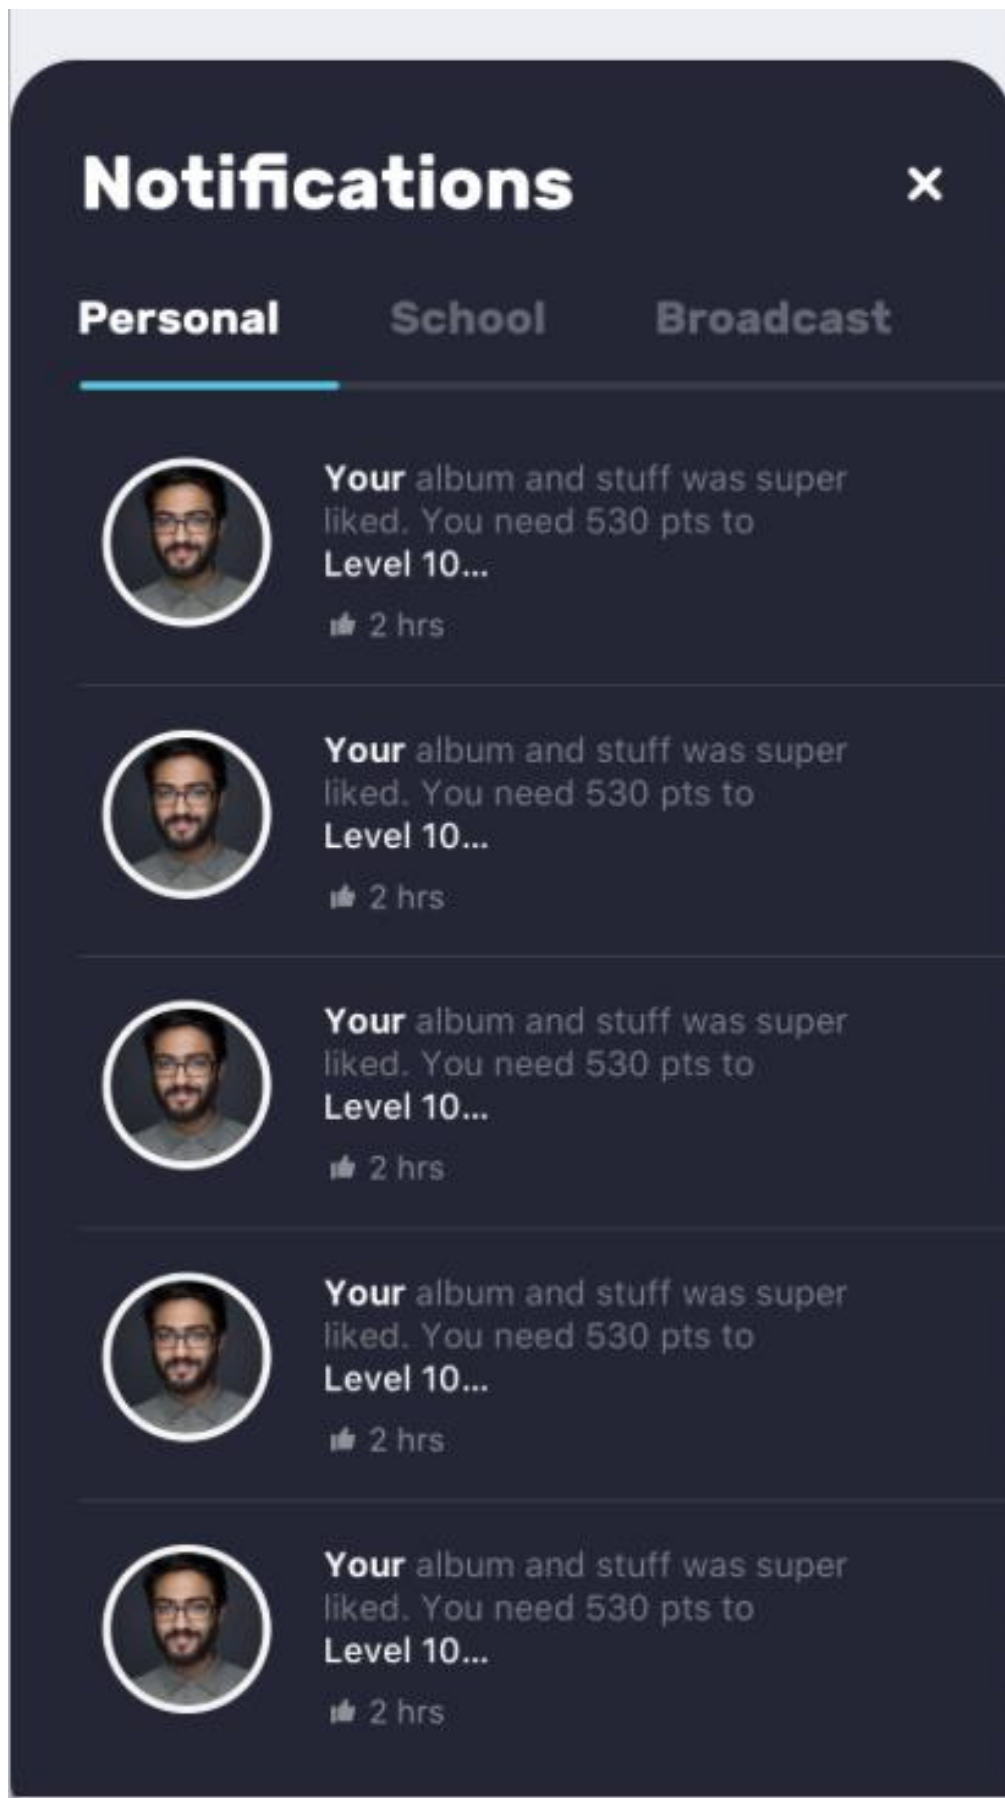 Notifications
Personal School Broadcast
Your album and stuff was super
liked. You need 530 pts to
Level 10...
2 hrs
Your album and stuff was super
liked. You need 530 pts to
Level 10...
2 hrs
Your album and stuff was super
liked. You need 530 pts to
Level 10...
2 hrs
Your album and stuff was super
liked. You need 530 pts to
Level 10...
2 hrs
Your album and stuff was super
liked. You need 530 pts to
Level 10...
2 hrs